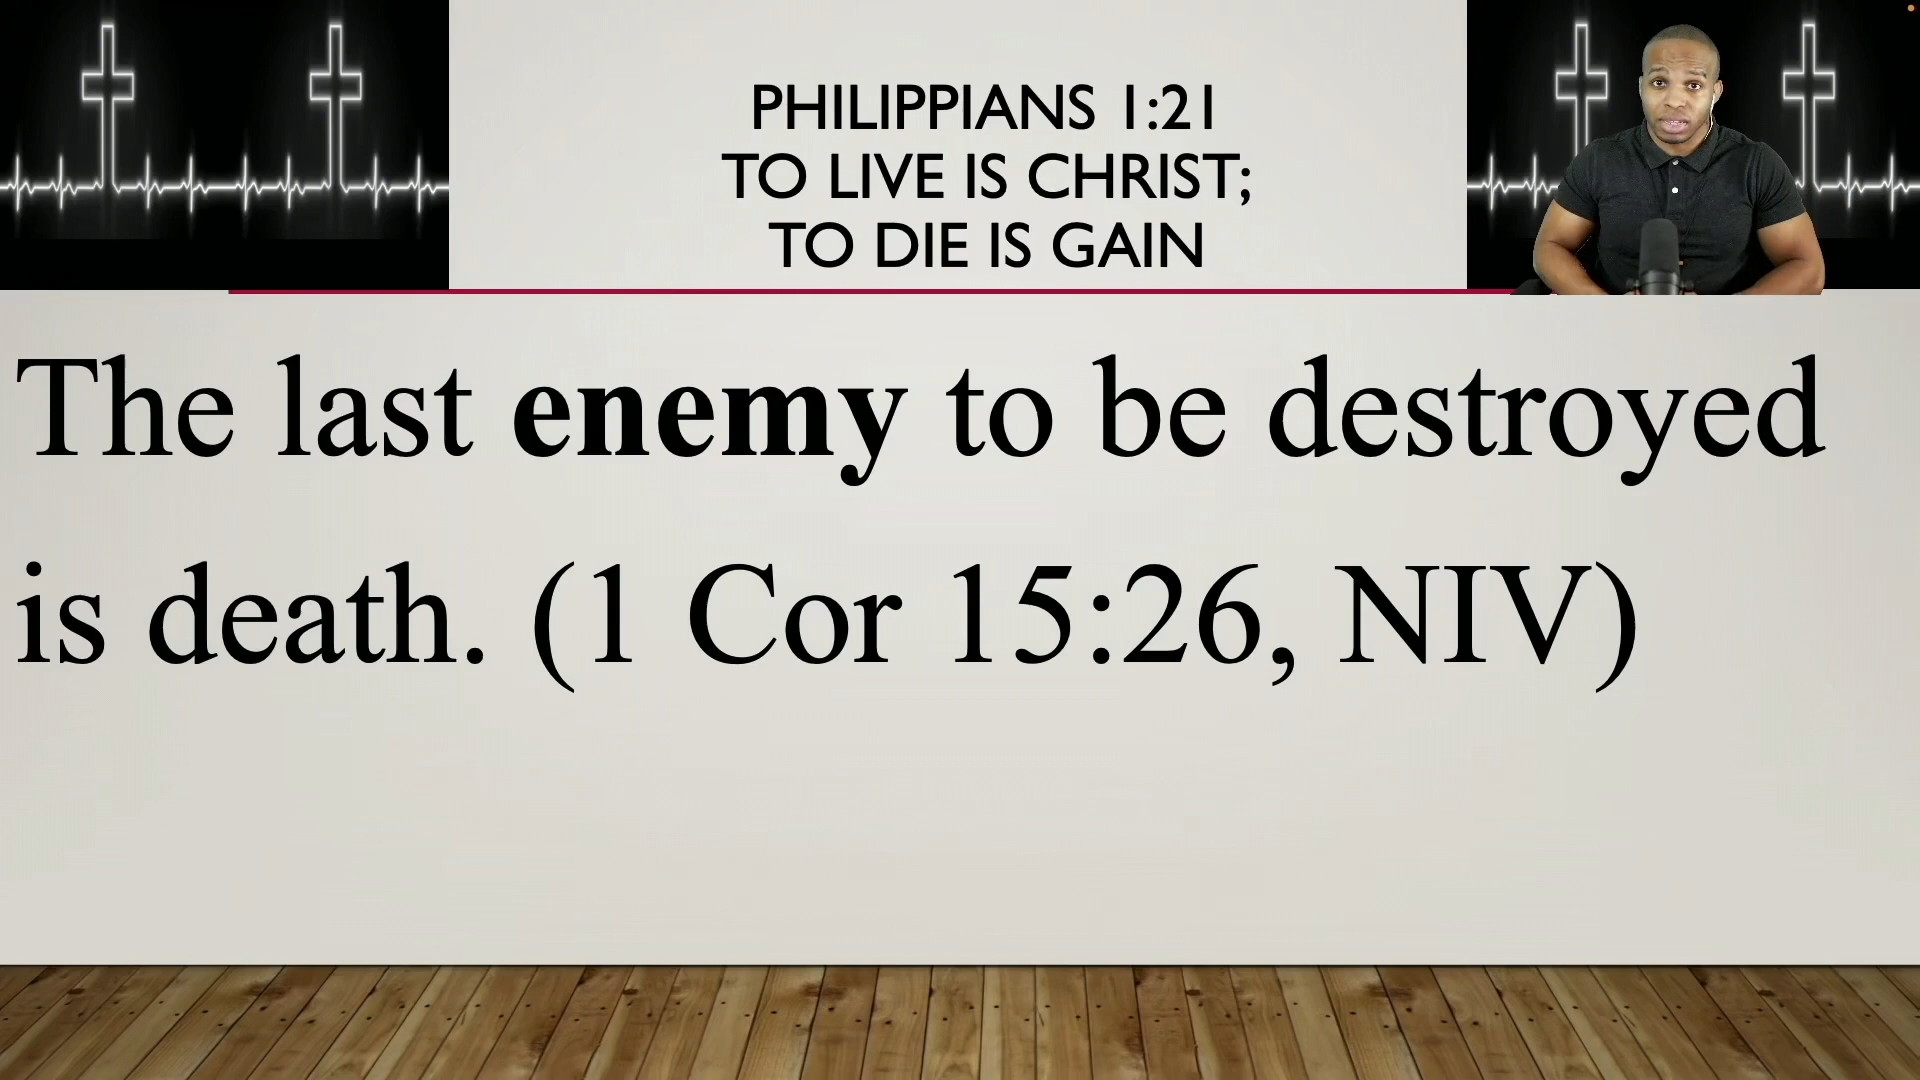 PHILIPPIANS 1:21
TO LIVE IS CHRIST;
TO DIE IS GAIN
The last enemy to be destroyed
is death. (1 Cor 15:26, NIV)